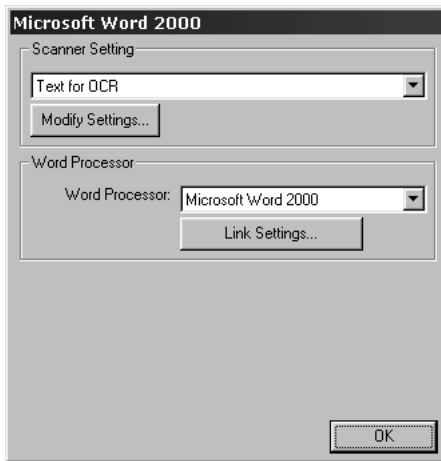 Microsoft Word 2000
Scanner Setting
Text for OCR
Modify Settings...
Word Processor
Word Processor: Microsoft Word 2000
Link Settings...
OK